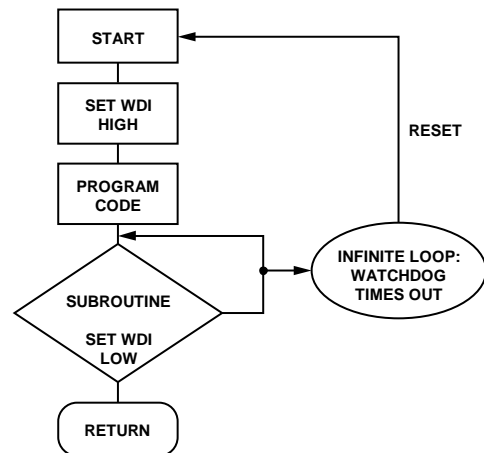 START
SET WDI
HIGH
RESET
PROGRAM
CODE
INFINITE LOOP:
WATCHDOG
TIMES OUT
SUBROUTINE
SET WDI
LOW
RETURN